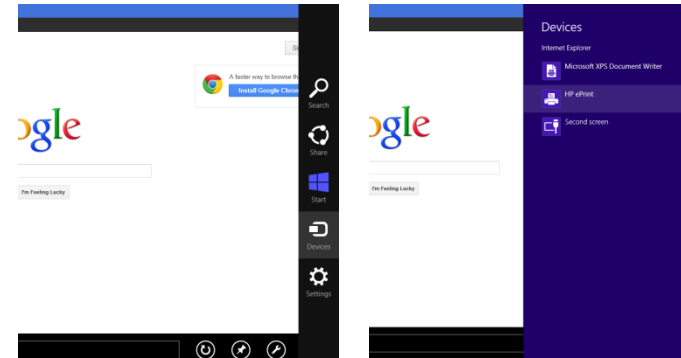 A faster way to browse th
Install Google Chrom
ogle
I'm Feeling Lucky
Search
Share
Start
Devices
Settings
ogle
I'm Feeling Lucky
Devices
Internet Explorer
Microsoft XPS Document Writer
HP ePrint
Second screen